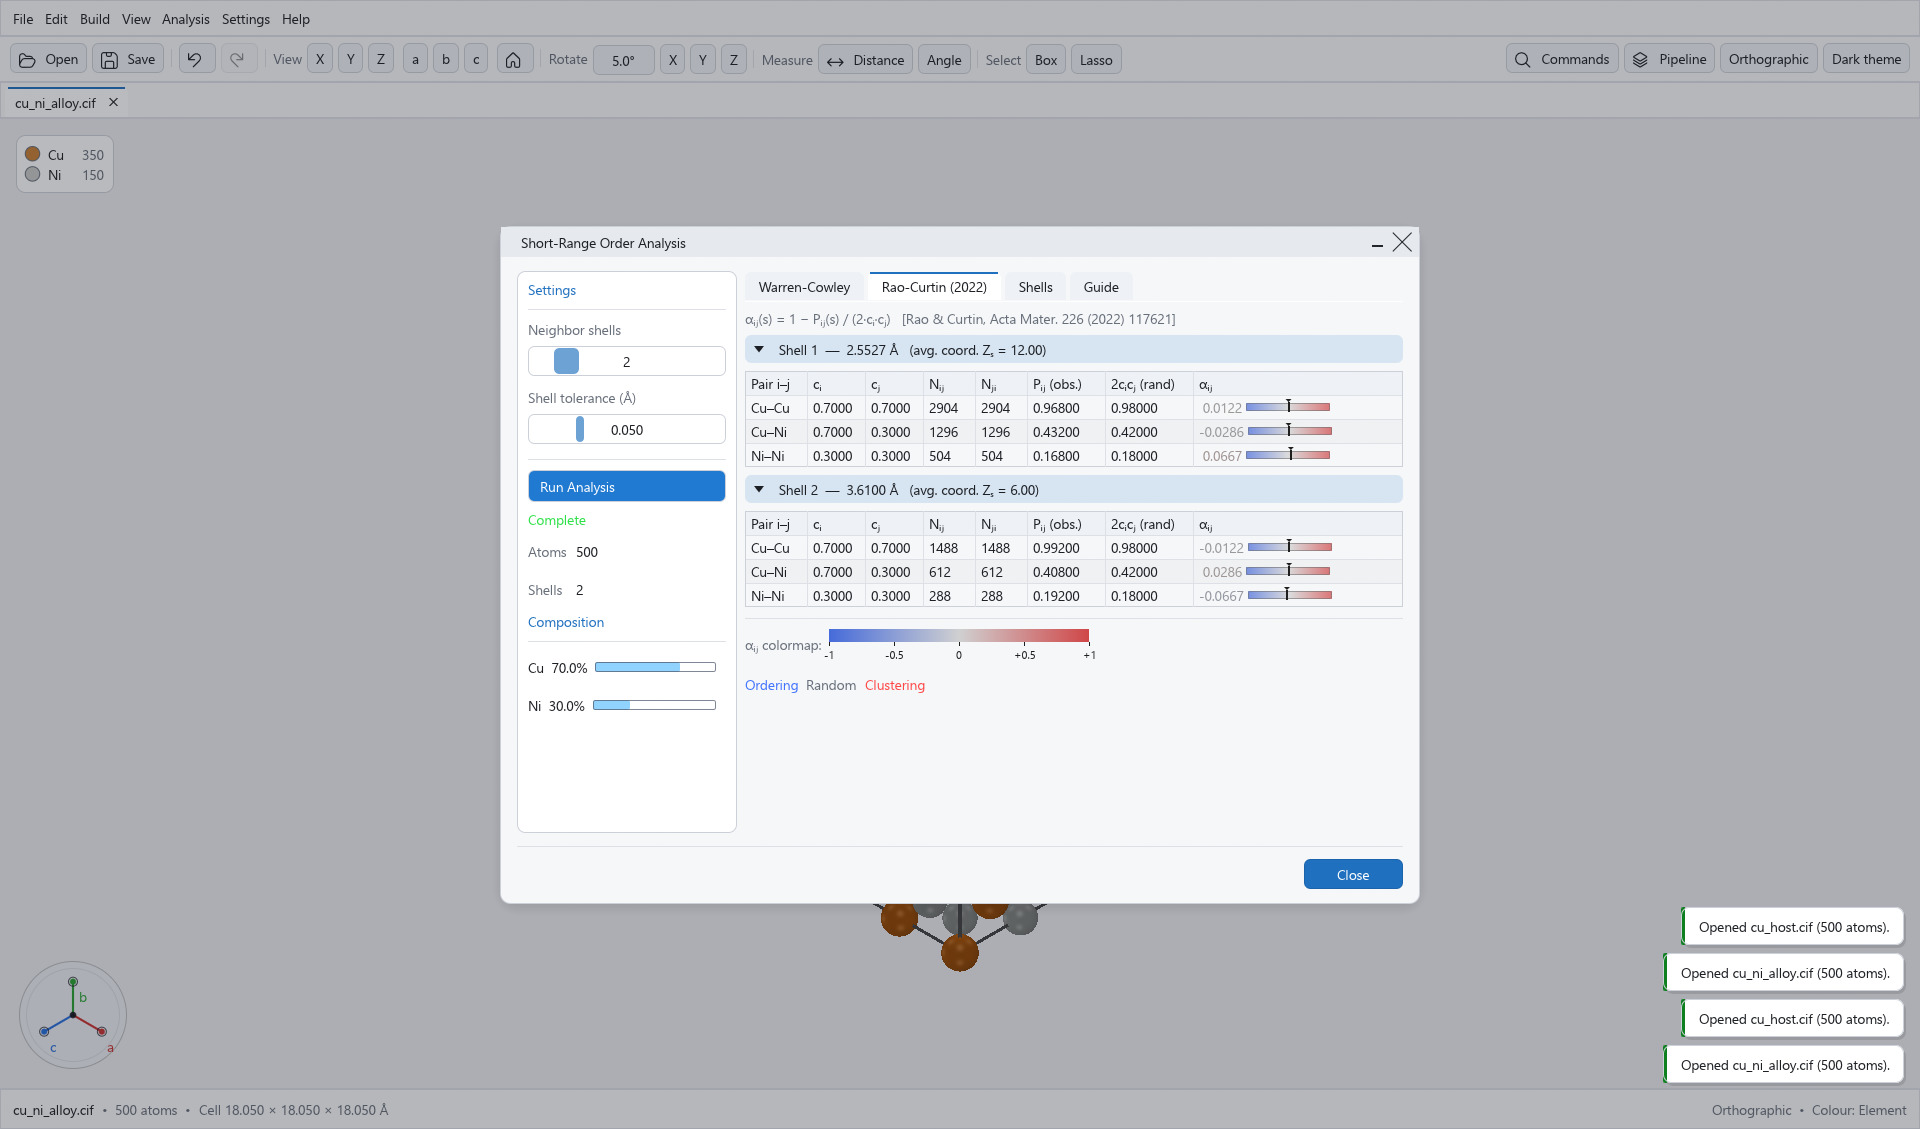 File Edit Build View Analysis Settings Help
Open Save View X Y Z a b c Rotate 5.0° X Y Z Measure Distance Angle Select Box Lasso Commands Pipeline Orthographic Dark theme
cu_ni_alloy.cif
Cu 350
Ni 150
Short-Range Order Analysis
Settings
Neighbor shells
2
Shell tolerance (Å)
0.050
Run Analysis
Complete
Atoms 500
Shells 2
Composition
Cu 70.0%
Ni 30.0%
Warren-Cowley Rao-Curtin (2022) Shells Guide
αᵢⱼ(s) = 1 − Pᵢⱼ(s) / (2·cᵢ·cⱼ) [Rao & Curtin, Acta Mater. 226 (2022) 117621]
Shell 1 — 2.5527 Å (avg. coord. Zₛ = 12.00)
Pair i–j cᵢ cⱼ Nᵢⱼ Nⱼᵢ Pᵢⱼ (obs.) 2cᵢcⱼ (rand) αᵢⱼ
Cu–Cu 0.7000 0.7000 2904 2904 0.96800 0.98000 0.0122
Cu–Ni 0.7000 0.3000 1296 1296 0.43200 0.42000 -0.0286
Ni–Ni 0.3000 0.3000 504 504 0.16800 0.18000 0.0667
Shell 2 — 3.6100 Å (avg. coord. Zₛ = 6.00)
Pair i–j cᵢ cⱼ Nᵢⱼ Nⱼᵢ Pᵢⱼ (obs.) 2cᵢcⱼ (rand) αᵢⱼ
Cu–Cu 0.7000 0.7000 1488 1488 0.99200 0.98000 -0.0122
Cu–Ni 0.7000 0.3000 612 612 0.40800 0.42000 0.0286
Ni–Ni 0.3000 0.3000 288 288 0.19200 0.18000 -0.0667
αᵢⱼ colormap:
-1 -0.5 0 +0.5 +1
Ordering Random Clustering
Close
b
c
a
Opened cu_host.cif (500 atoms).
Opened cu_ni_alloy.cif (500 atoms).
Opened cu_host.cif (500 atoms).
Opened cu_ni_alloy.cif (500 atoms).
cu_ni_alloy.cif • 500 atoms • Cell 18.050 × 18.050 × 18.050 Å
Orthographic • Colour: Element